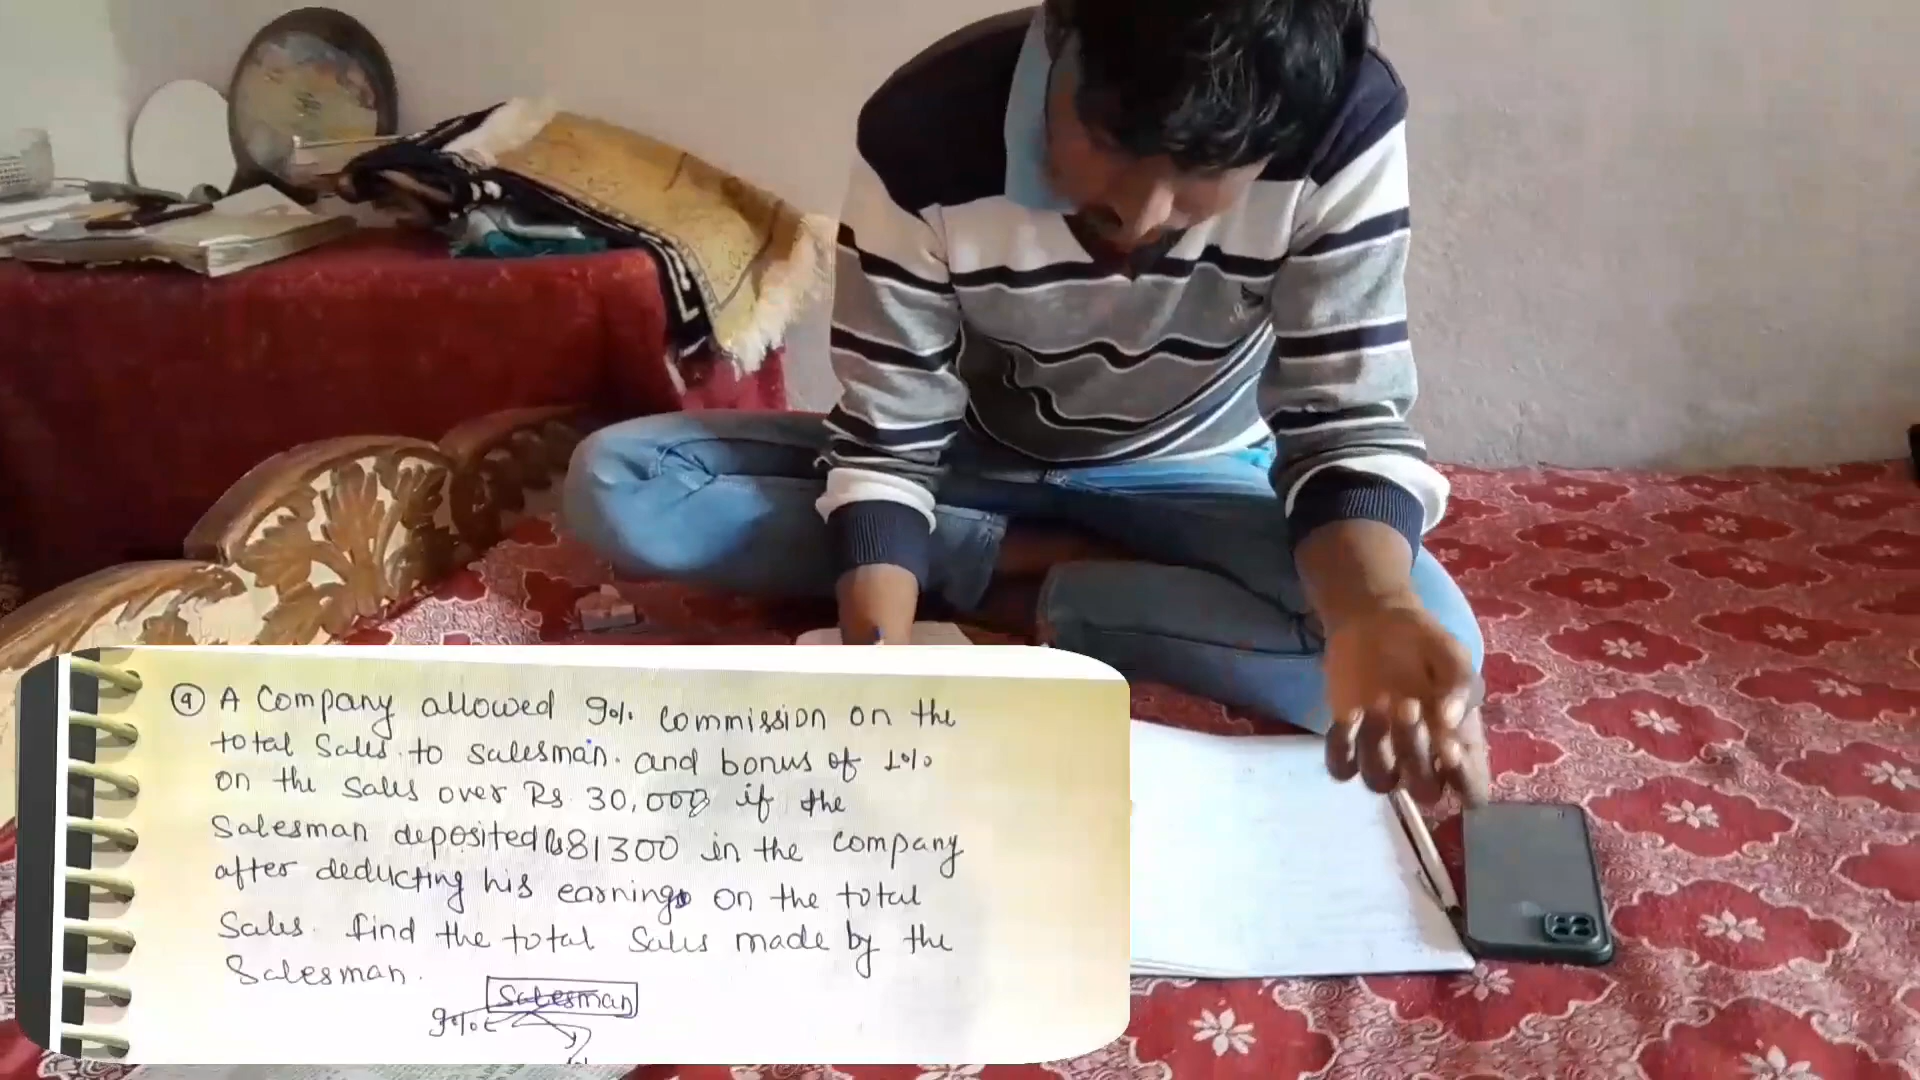 9 A Company allowed 9% Commission on the
total Sales. to salesman. and bonus of 1%
on the sales over Rs 30,000 if the
Salesman deposited Rs 81300 in the company
after deducting his earnings on the total
Sales. find the total Sales made by the
Salesman.
Salesman
9%